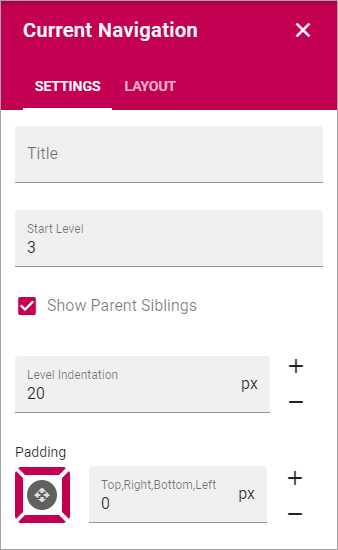 Current Navigation
SETTINGS LAYOUT
Title
Start Level
3
Show Parent Siblings
Level Indentation
20 px
Padding
Top,Right,Bottom,Left
0 px